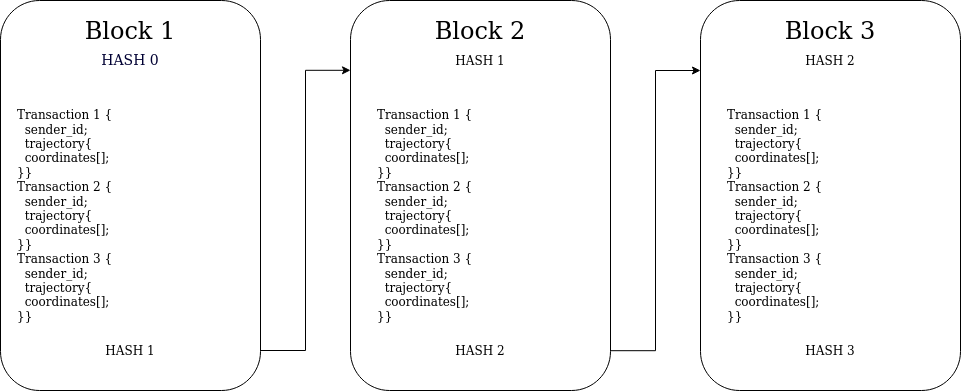 Block 1
HASH 0
Transaction 1 {
sender_id;
trajectory{
coordinates[];
}}
Transaction 2 {
sender_id;
trajectory{
coordinates[];
}}
Transaction 3 {
sender_id;
trajectory{
coordinates[];
}}
HASH 1
Block 2
HASH 1
Transaction 1 {
sender_id;
trajectory{
coordinates[];
}}
Transaction 2 {
sender_id;
trajectory{
coordinates[];
}}
Transaction 3 {
sender_id;
trajectory{
coordinates[];
}}
HASH 2
Block 3
HASH 2
Transaction 1 {
sender_id;
trajectory{
coordinates[];
}}
Transaction 2 {
sender_id;
trajectory{
coordinates[];
}}
Transaction 3 {
sender_id;
trajectory{
coordinates[];
}}
HASH 3